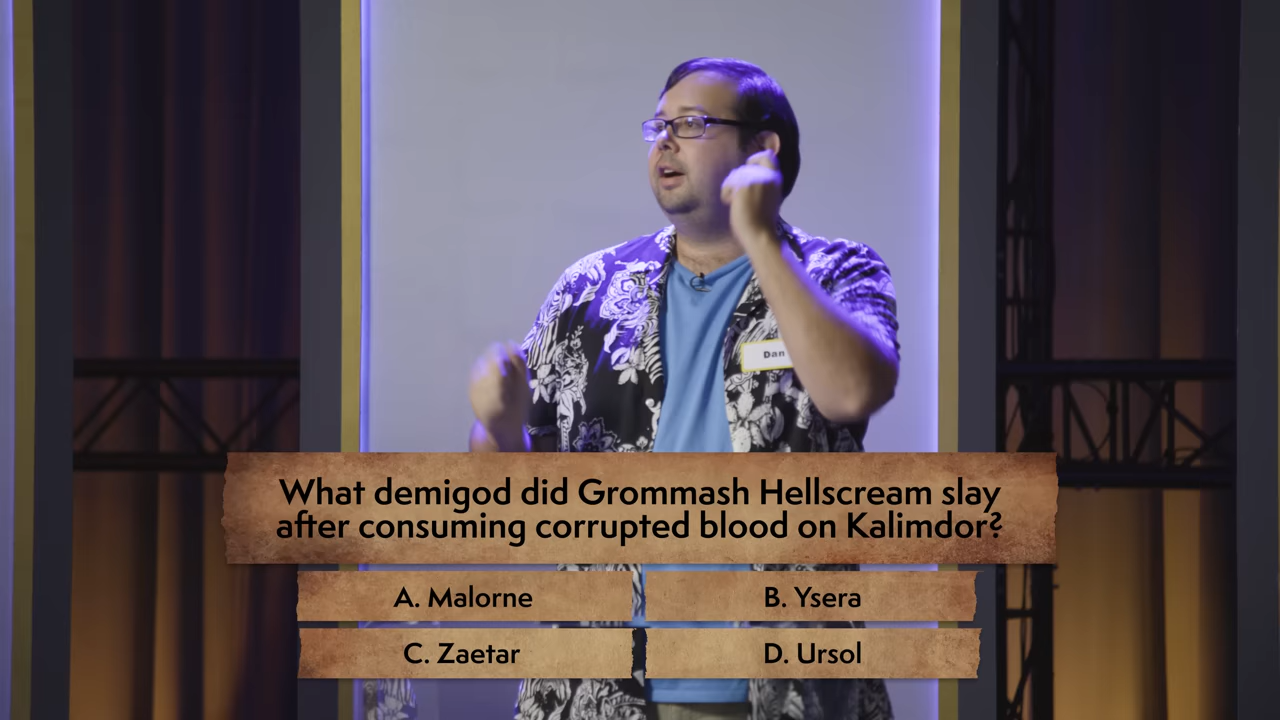 Dan
What demigod did Grommash Hellscream slay
after consuming corrupted blood on Kalimdor?
A. Malorne
B. Ysera
C. Zaetar
D. Ursol